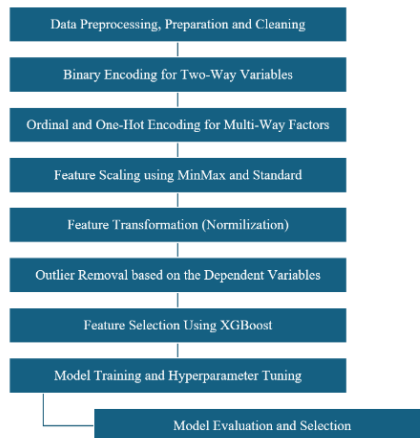 Data Preprocessing, Preparation and Cleaning
Binary Encoding for Two-Way Variables
Ordinal and One-Hot Encoding for Multi-Way Factors
Feature Scaling using MinMax and Standard
Feature Transformation (Normilization)
Outlier Removal based on the Dependent Variables
Feature Selection Using XGBoost
Model Training and Hyperparameter Tuning
Model Evaluation and Selection